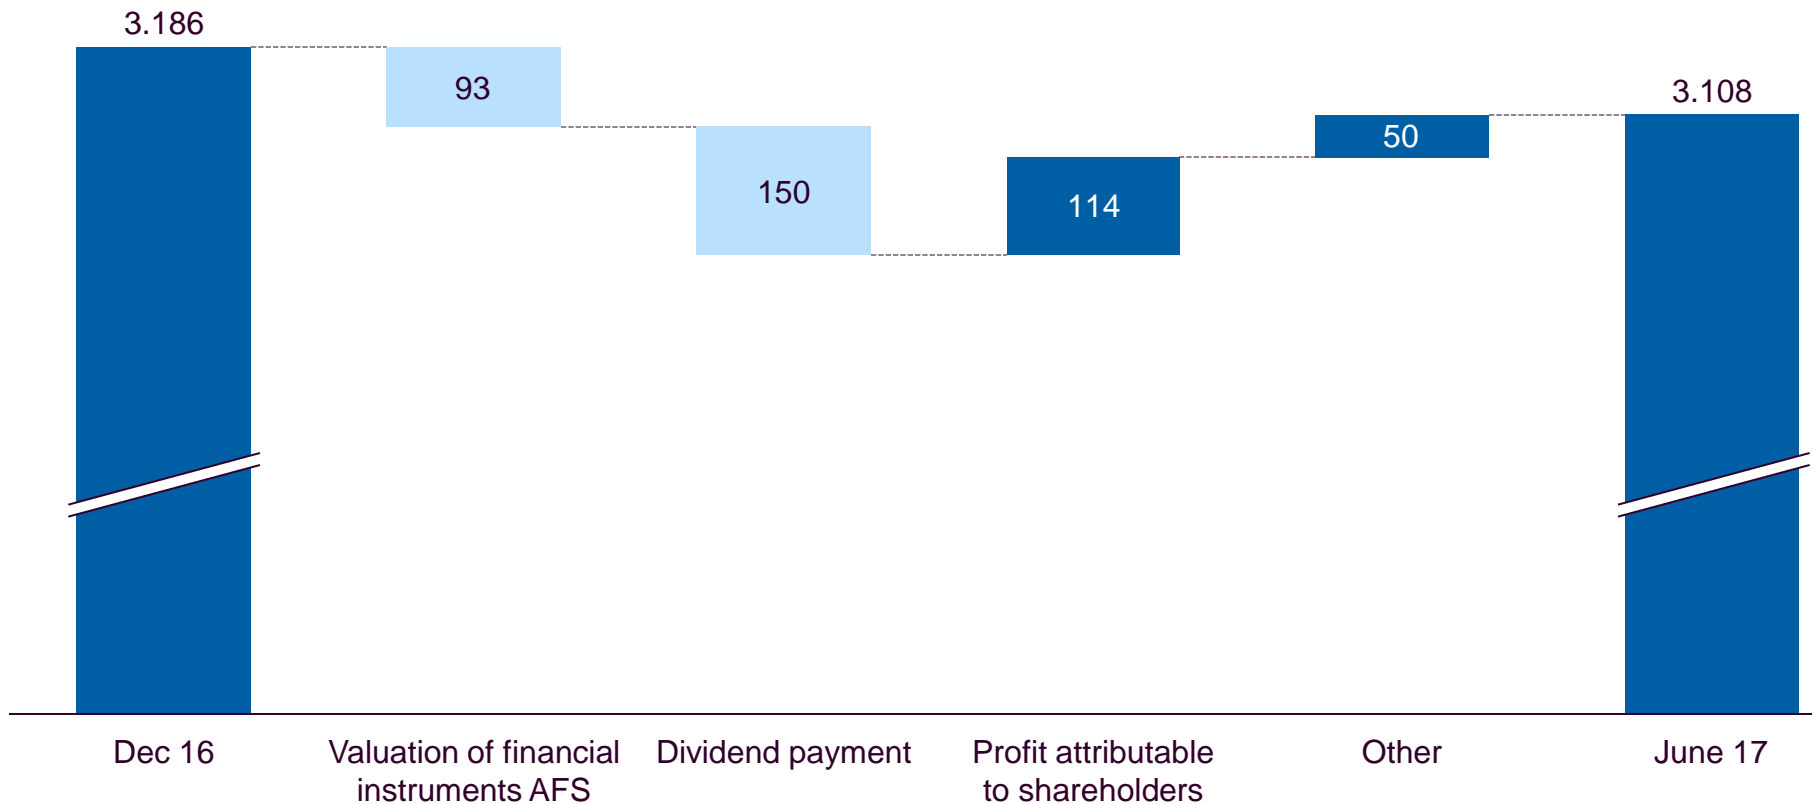 3.186
93
150
114
50
3.108
Dec 16
Valuation of financial
instruments AFS
Dividend payment
Profit attributable
to shareholders
Other
June 17